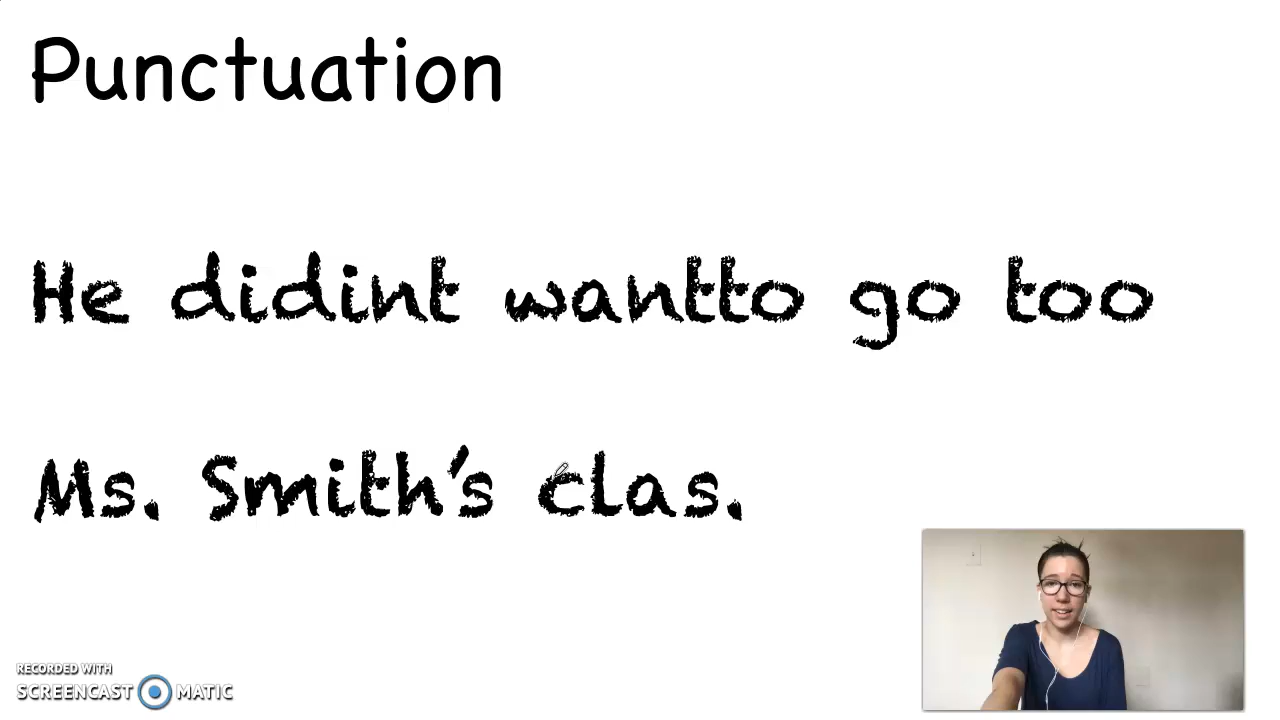 Punctuation
He didint wantto go too
Ms. Smith's clas.
RECORDED WITH
SCREENCAST MATIC